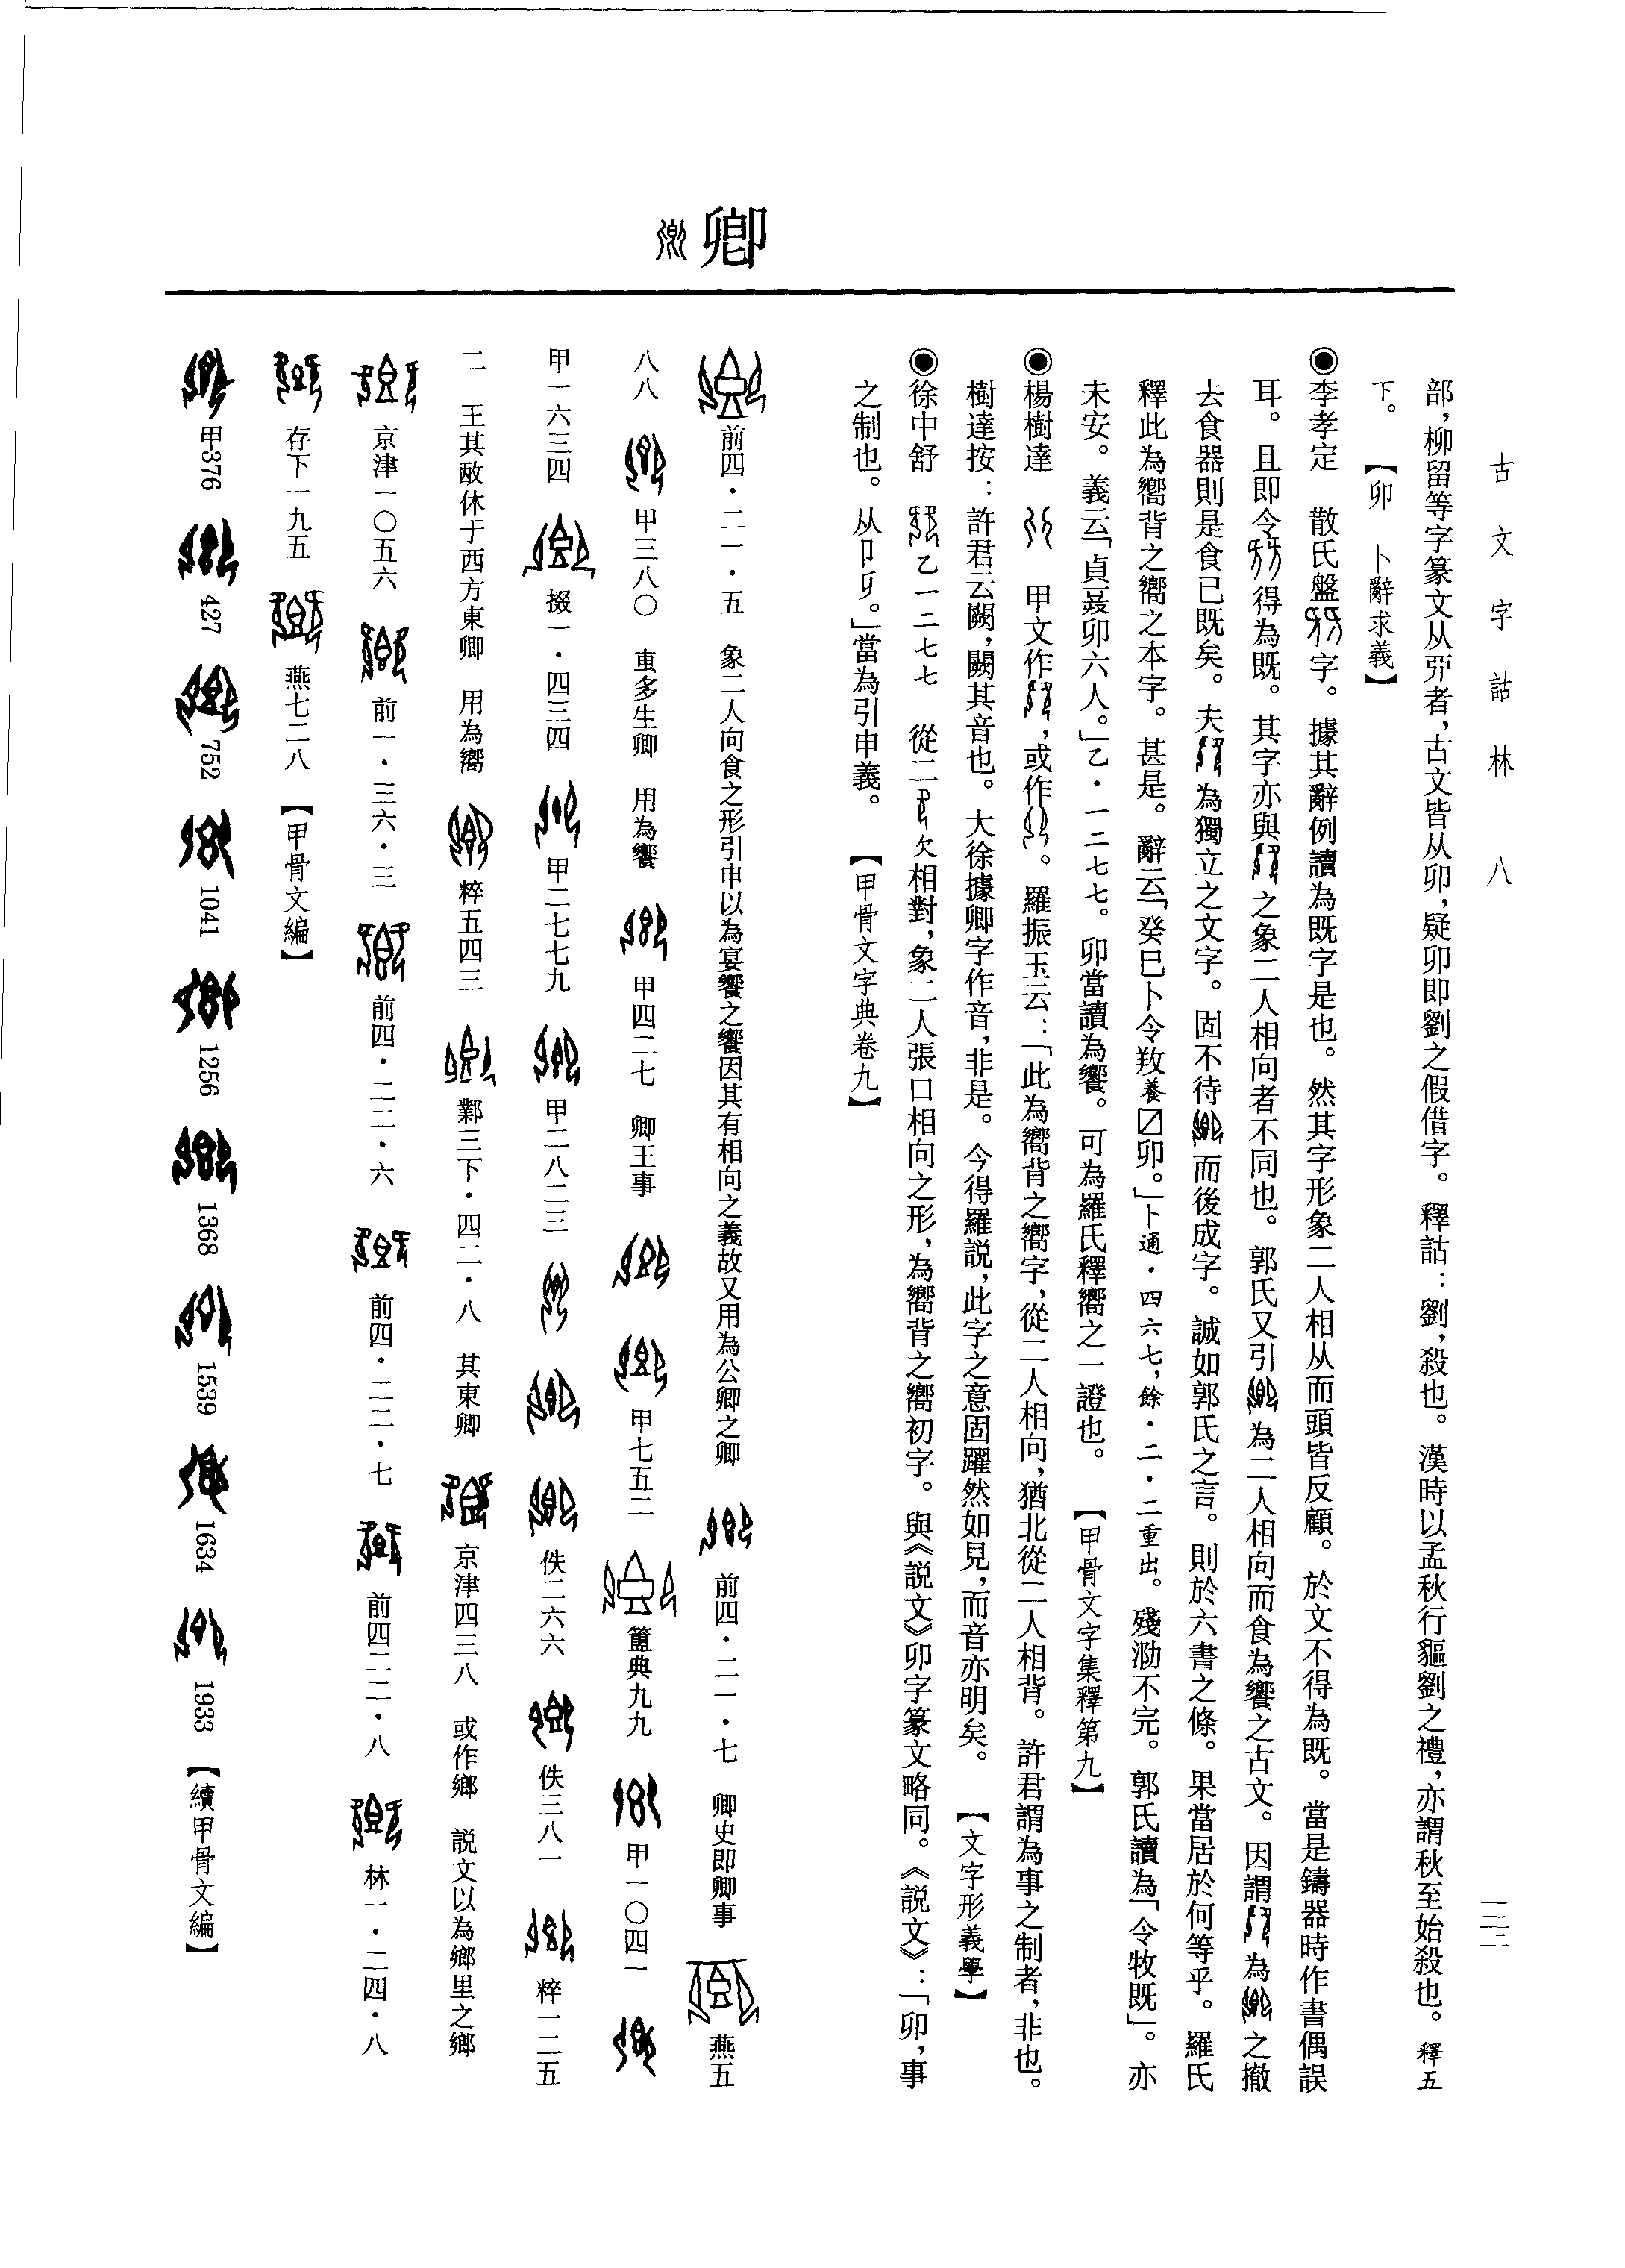 古文字詁林 八
一三二
卿
部，柳留等字篆文从戼者，古文皆从卯，疑卯即劉之假借字。釋詁：劉，殺也。漢時以孟秋行貙劉之禮，亦謂秋至始殺也。釋五
下。【卯 卜辭求義】
◉李孝定 散氏盤字。據其辭例讀為既字是也。然其字形象二人相从而頭皆反顧。於文不得為既。當是鑄器時作書偶誤
耳。且即令得為既。其字亦與之象二人相向者不同也。郭氏又引為二人相向而食為饗之古文。因謂為之撤
去食器則是食已既矣。夫為獨立之文字。固不待而後成字。誠如郭氏之言。則於六書之條。果當居於何等乎。羅氏
釋此為嚮背之嚮之本字。甚是。辭云「癸巳卜令䍩養☑卯。」卜通·四六七，餘·二·二重出。殘泐不完。郭氏讀為「令牧既」。亦
未安。義云「貞㚔卯六人。」乙·一二七七。卯當讀為饗。可為羅氏釋嚮之一證也。【甲骨文字集釋第九】
◉楊樹達 甲文作，或作。羅振玉云：「此為嚮背之嚮字，從二人相向，猶北從二人相背。許君謂為事之制者，非也。
樹達按：許君云闕，闕其音也。大徐據卿字作音，非是。今得羅説，此字之意固躍然如見，而音亦明矣。【文字形義學】
◉徐中舒 乙一二七七 從二欠相對，象二人張口相向之形，為嚮背之嚮初字。與《説文》卯字篆文略同。《説文》：「卯，事
之制也。从卪𠨎。」當為引申義。【甲骨文字典卷九】
前四·二一·五 象二人向食之形引申以為宴饗之饗因其有相向之義故又用為公卿之卿 前四·二一·七 卿史即卿事 燕五
八八 甲三八〇 叀多生卿 用為饗 甲四二七 卿王事 甲七五二 簠典九九 甲一〇四一
甲一六三四 掇一·四三四 甲二七七九 甲二八二三 佚二六六 佚三八一 粹一二五
二 王其㪤休于西方東卿 用為嚮 粹五四三 鄴三下·四二·八 其東卿 京津四三八 或作鄉 説文以為鄉里之鄉
京津一〇五六 前一·三六·三 前四·二二·六 前四·二二·七 前四二二·八 林一·二四·八
存下一九五 燕七二八 【甲骨文編】
甲376 427 752 1041 1256 1368 1539 1634 1933 【續甲骨文編】